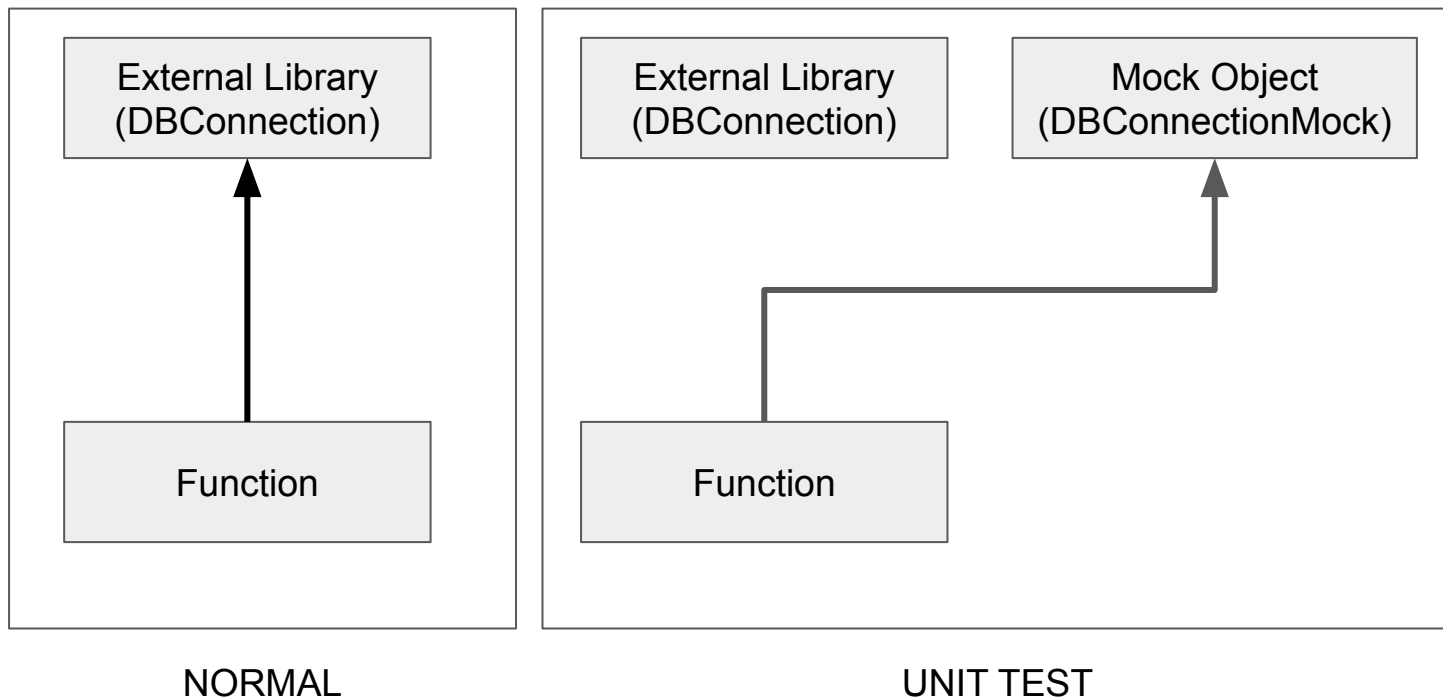 External Library
(DBConnection)
Function
NORMAL
External Library
(DBConnection)
Mock Object
(DBConnectionMock)
Function
UNIT TEST